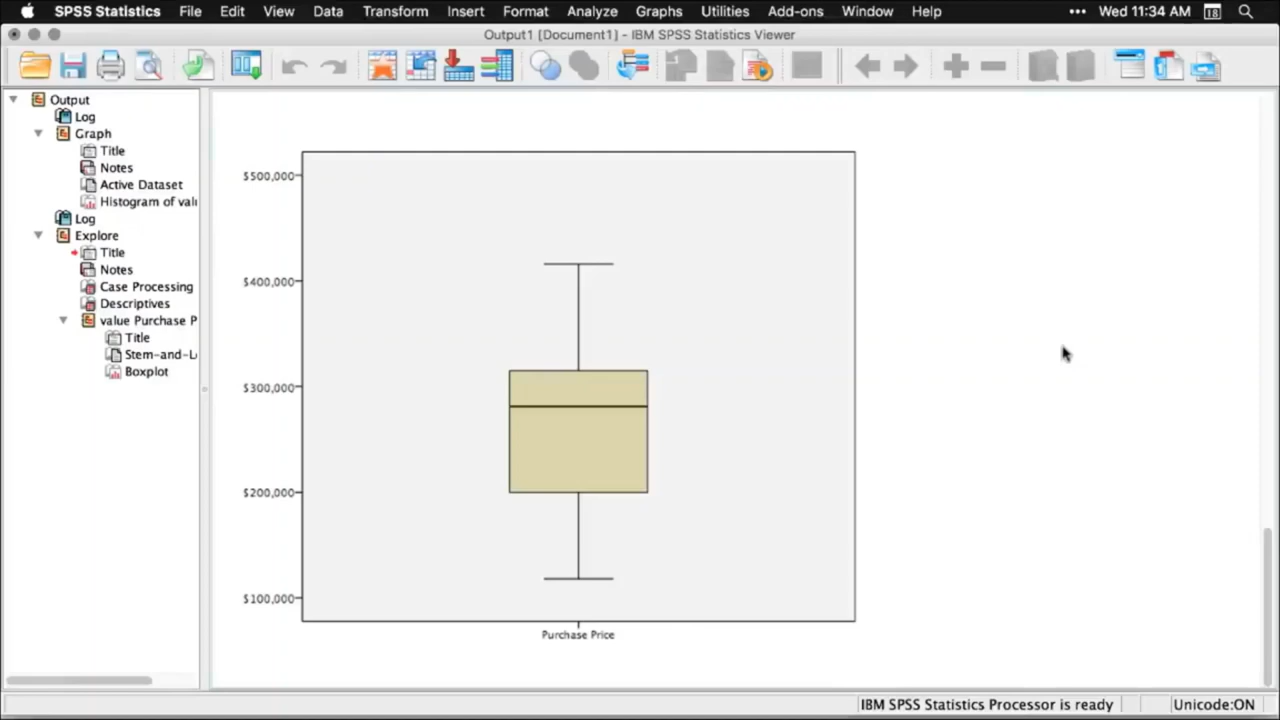 SPSS Statistics File Edit View Data Transform Insert Format Analyze Graphs Utilities Add-ons Window Help ••• Wed 11:34 AM 18
Output1 [Document1] - IBM SPSS Statistics Viewer
Output
Log
Graph
Title
Notes
Active Dataset
Histogram of valu
Log
Explore
Title
Notes
Case Processing
Descriptives
value Purchase P
Title
Stem-and-Le
Boxplot
$500,000
$400,000
$300,000
$200,000
$100,000
Purchase Price
IBM SPSS Statistics Processor is ready Unicode:ON